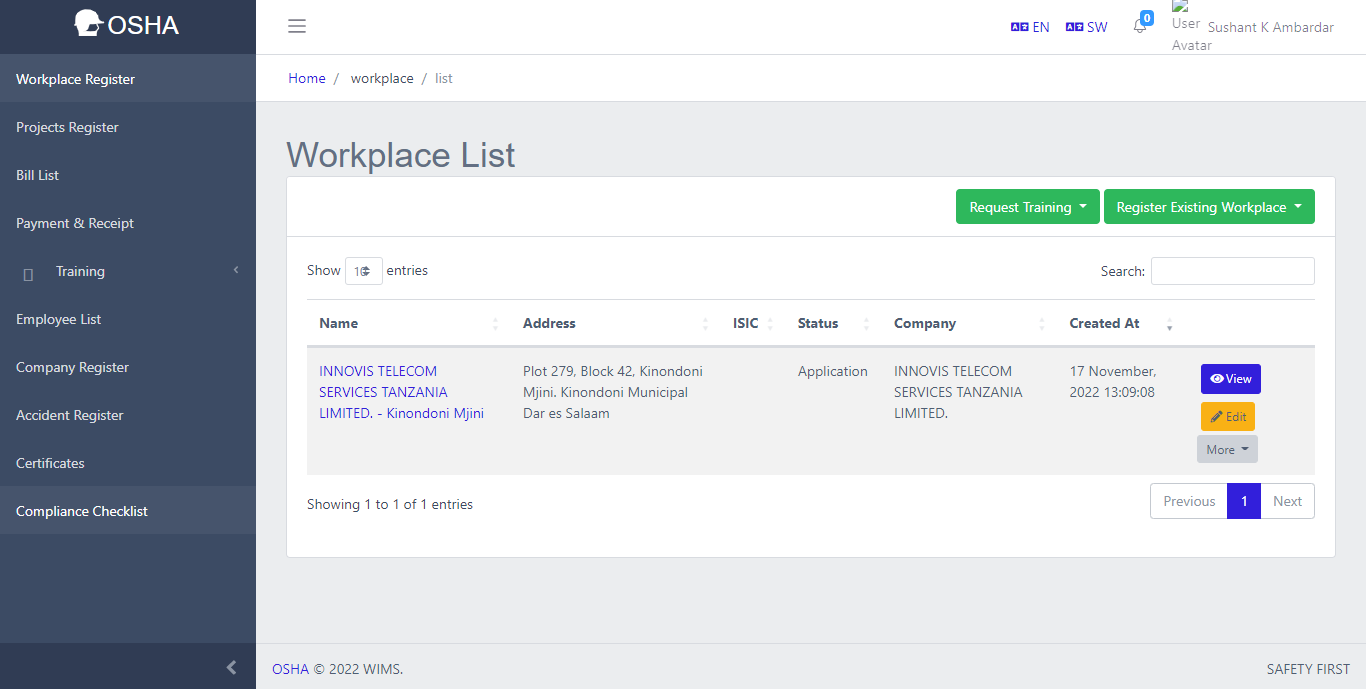 OSHA
EN SW 0 User Avatar Sushant K Ambardar
Workplace Register
Projects Register
Bill List
Payment & Receipt
Training
Employee List
Company Register
Accident Register
Certificates
Compliance Checklist
Home / workplace / list
Workplace List
Request Training Register Existing Workplace
Show 10 entries Search:
Name Address ISIC Status Company Created At
INNOVIS TELECOM Plot 279, Block 42, Kinondoni Application INNOVIS TELECOM 17 November, View
SERVICES TANZANIA Mjini. Kinondoni Municipal SERVICES TANZANIA 2022 13:09:08
LIMITED. - Kinondoni Mjini Dar es Salaam LIMITED. Edit
More
Showing 1 to 1 of 1 entries Previous 1 Next
OSHA © 2022 WIMS. SAFETY FIRST